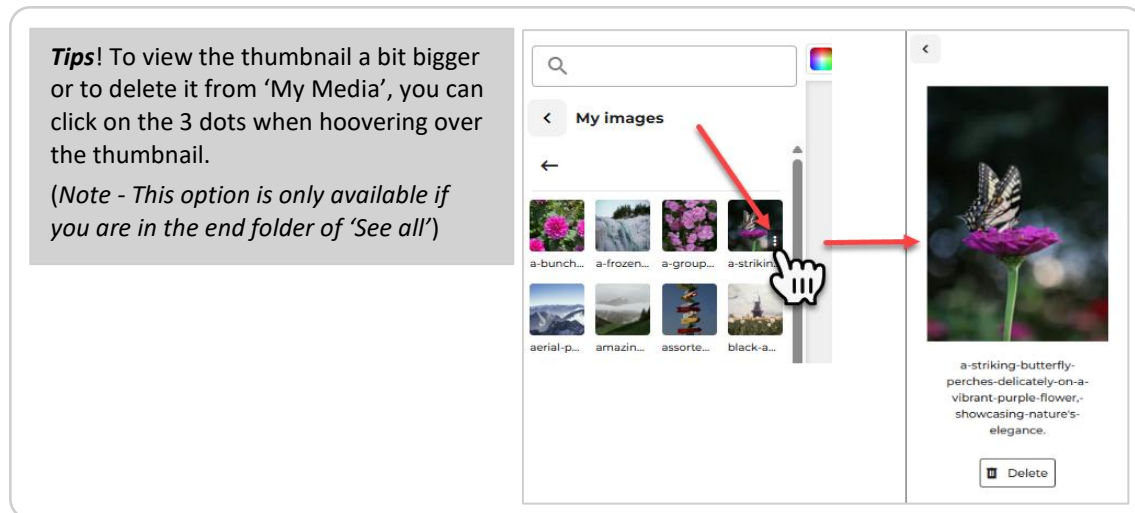 Tips! To view the thumbnail a bit bigger
or to delete it from ‘My Media’, you can
click on the 3 dots when hoovering over
the thumbnail.
(Note - This option is only available if
you are in the end folder of ‘See all’)
My images
a-bunch... a-frozen... a-group... a-strikin...
aerial-p... amazin... assorte... black-a...
a-striking-butterfly-
perches-delicately-on-a-
vibrant-purple-flower,-
showcasing-nature's-
elegance.
Delete